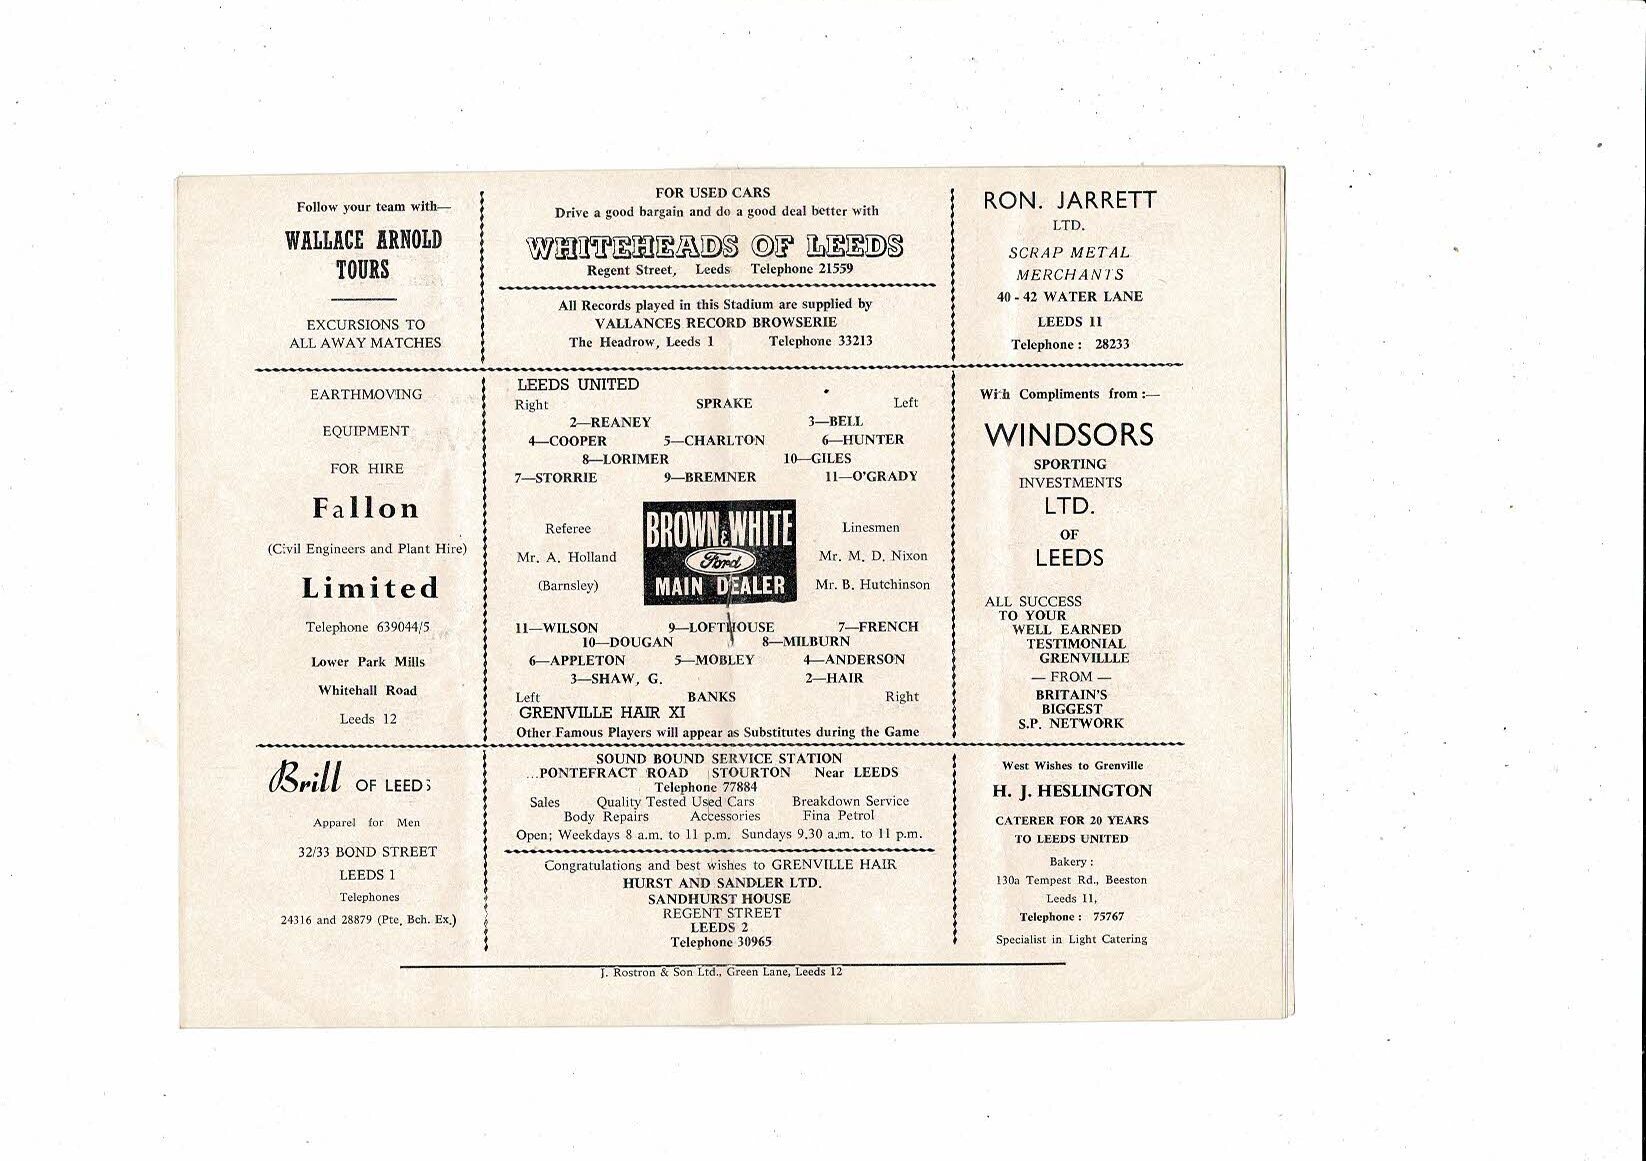 Follow your team with—
WALLACE ARNOLD
TOURS
EXCURSIONS TO
ALL AWAY MATCHES
FOR USED CARS
Drive a good bargain and do a good deal better with
WHITEHEADS OF LEEDS
Regent Street, Leeds Telephone 21559
All Records played in this Stadium are supplied by
VALLANCES RECORD BROWSERIE
The Headrow, Leeds 1 Telephone 33213
RON. JARRETT
LTD.
SCRAP METAL
MERCHANTS
40 - 42 WATER LANE
LEEDS 11
Telephone : 28233
EARTHMOVING
EQUIPMENT
FOR HIRE
Fallon
(Civil Engineers and Plant Hire)
Limited
Telephone 639044/5
Lower Park Mills
Whitehall Road
Leeds 12
LEEDS UNITED
Right SPRAKE Left
2—REANEY 3—BELL
4—COOPER 5—CHARLTON 6—HUNTER
8—LORIMER 10—GILES
7—STORRIE 9—BREMNER 11—O'GRADY
Referee
Mr. A. Holland
(Barnsley)
BROWN & WHITE
Ford
MAIN DEALER
Linesmen
Mr. M. D. Nixon
Mr. B. Hutchinson
11—WILSON 9—LOFTHOUSE 7—FRENCH
10—DOUGAN 8—MILBURN
6—APPLETON 5—MOBLEY 4—ANDERSON
3—SHAW, G. 2—HAIR
Left BANKS Right
GRENVILLE HAIR XI
Other Famous Players will appear as Substitutes during the Game
With Compliments from :—
WINDSORS
SPORTING
INVESTMENTS
LTD.
OF
LEEDS
ALL SUCCESS
TO YOUR
WELL EARNED
TESTIMONIAL
GRENVILLLE
— FROM —
BRITAIN'S
BIGGEST
S.P. NETWORK
Brill OF LEEDS
Apparel for Men
32/33 BOND STREET
LEEDS 1
Telephones
24316 and 28879 (Pte. Bch. Ex.)
SOUND BOUND SERVICE STATION
...PONTEFRACT ROAD STOURTON Near LEEDS
Telephone 77884
Sales Quality Tested Used Cars Breakdown Service
Body Repairs Accessories Fina Petrol
Open; Weekdays 8 a.m. to 11 p.m. Sundays 9.30 a.m. to 11 p.m.
Congratulations and best wishes to GRENVILLE HAIR
HURST AND SANDLER LTD.
SANDHURST HOUSE
REGENT STREET
LEEDS 2
Telephone 30965
West Wishes to Grenville
H. J. HESLINGTON
CATERER FOR 20 YEARS
TO LEEDS UNITED
Bakery :
130a Tempest Rd., Beeston
Leeds 11,
Telephone : 75767
Specialist in Light Catering
J. Rostron & Son Ltd., Green Lane, Leeds 12